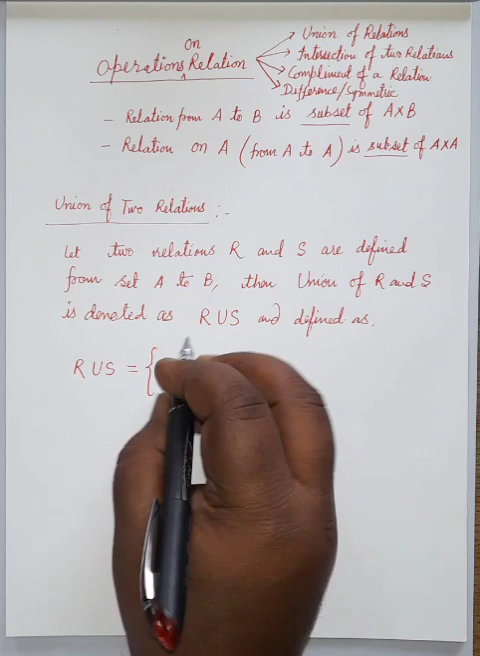 Operations on Relation
Union of Relations
Intersection of two Relations
Compliment of a Relation
Difference/Symmetric
- Relation from A to B is subset of A×B
- Relation on A (from A to A) is subset of A×A
Union of Two Relations :-
Let two relations R and S are defined
from set A to B, then Union of R and S
is denoted as R∪S and defined as.
R∪S = {